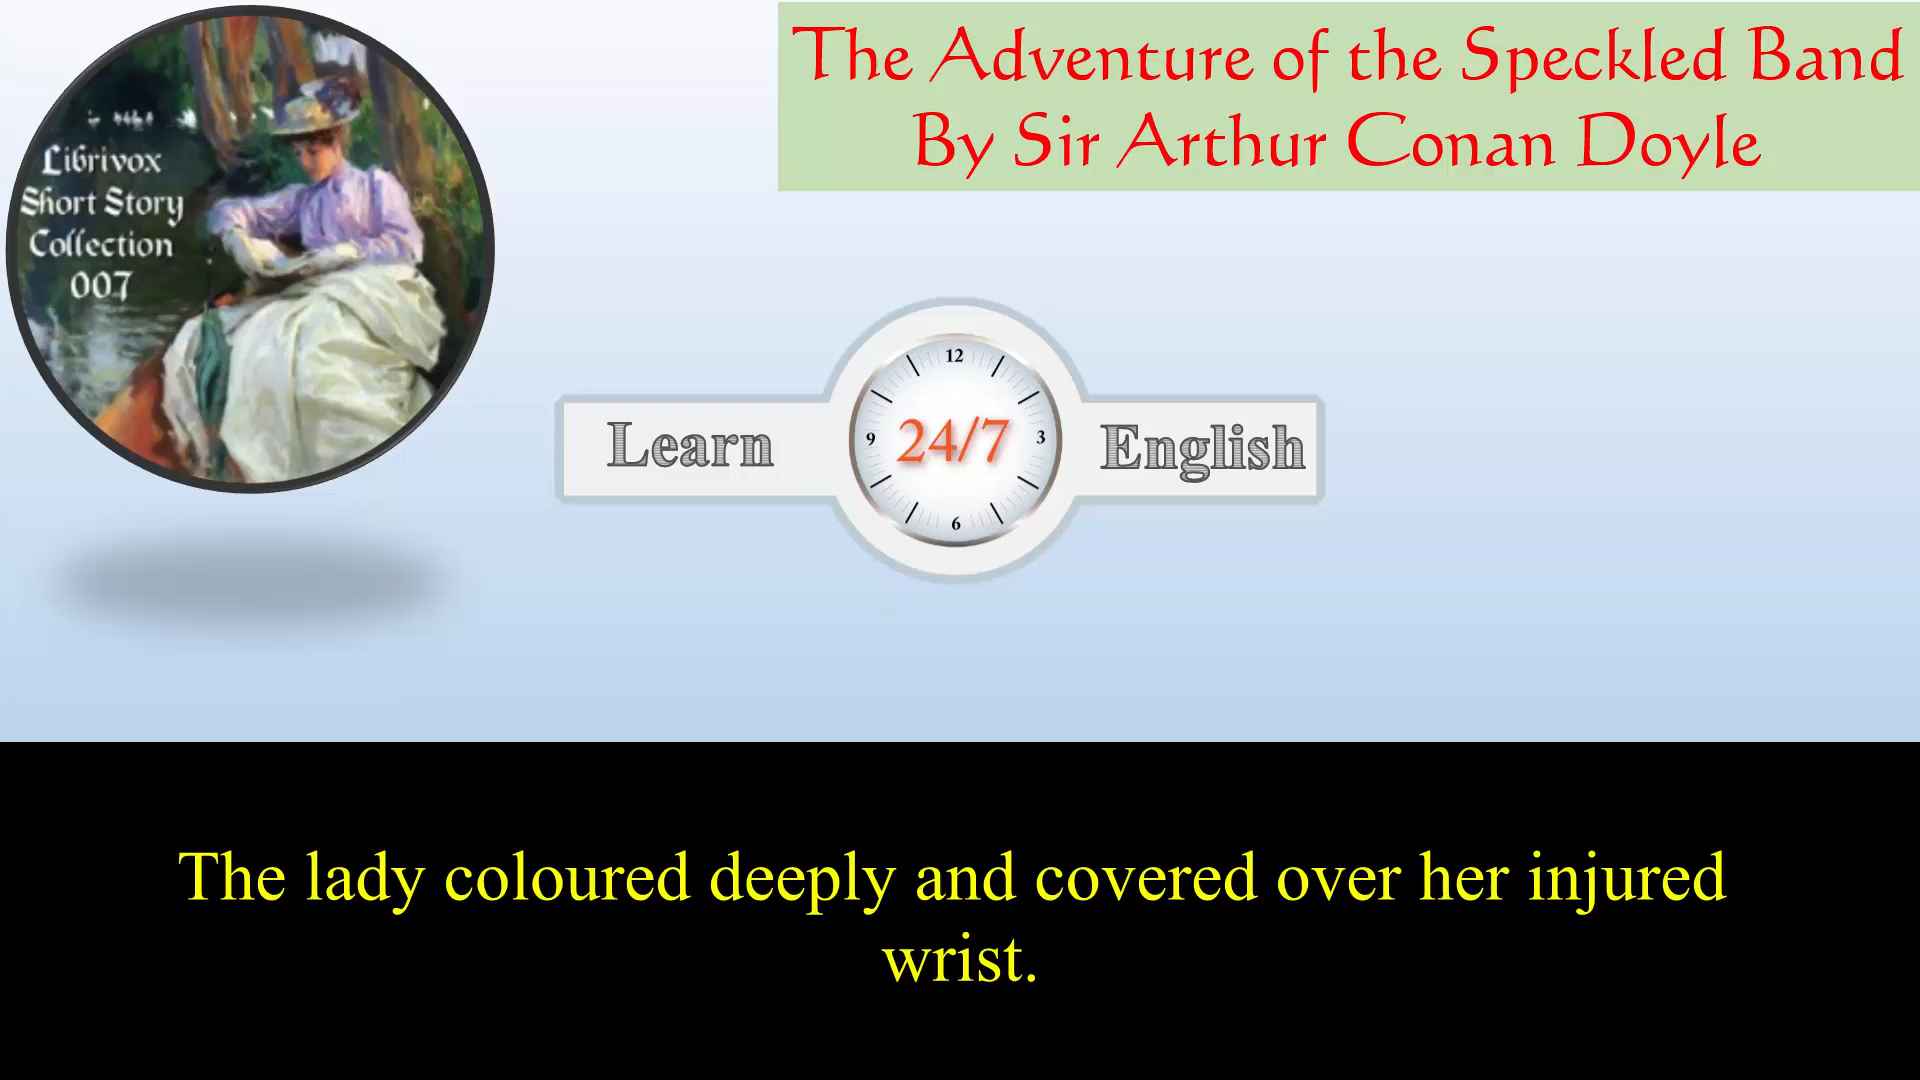 The Adventure of the Speckled Band
By Sir Arthur Conan Doyle
Librivox
Short Story
Collection
007
12
Learn
9
24/7
3
English
6
The lady coloured deeply and covered over her injured
wrist.